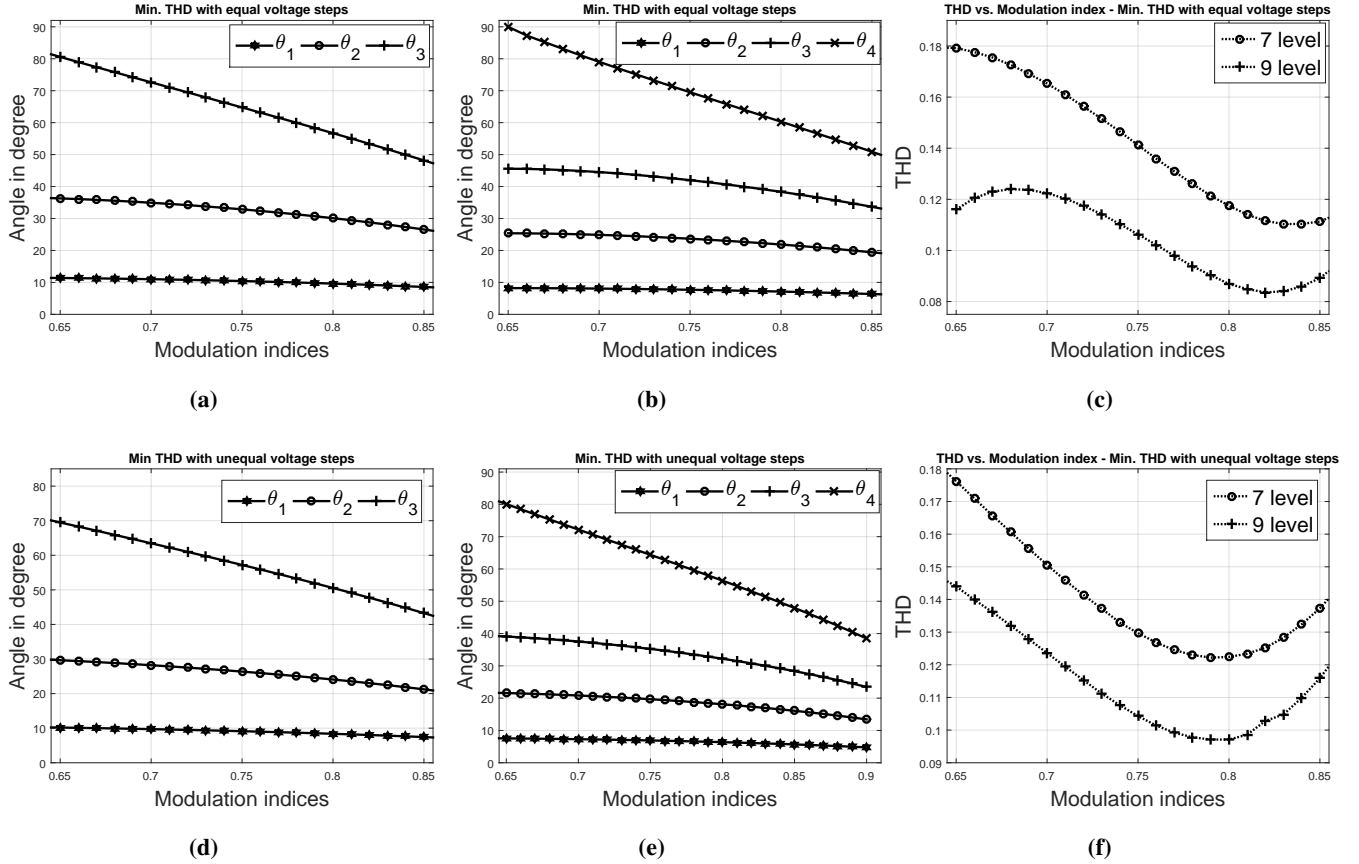 Min. THD with equal voltage steps
90
80
70
60
50
40
30
20
10
0
Angle in degree
θ1 θ2 θ3
0.65 0.7 0.75 0.8 0.85
Modulation indices
(a)
Min. THD with equal voltage steps
90
80
70
60
50
40
30
20
10
0
Angle in degree
θ1 θ2 θ3 θ4
0.65 0.7 0.75 0.8 0.85
Modulation indices
(b)
THD vs. Modulation index - Min. THD with equal voltage steps
0.18
0.16
0.14
0.12
0.1
0.08
THD
7 level
9 level
0.65 0.7 0.75 0.8 0.85
Modulation indices
(c)
Min THD with unequal voltage steps
80
70
60
50
40
30
20
10
0
Angle in degree
θ1 θ2 θ3
0.65 0.7 0.75 0.8 0.85
Modulation indices
(d)
Min. THD with unequal voltage steps
90
80
70
60
50
40
30
20
10
0
Angle in degree
θ1 θ2 θ3 θ4
0.65 0.7 0.75 0.8 0.85 0.9
Modulation indices
(e)
THD vs. Modulation index - Min. THD with unequal voltage steps
0.18
0.17
0.16
0.15
0.14
0.13
0.12
0.11
0.1
0.09
THD
7 level
9 level
0.65 0.7 0.75 0.8 0.85
Modulation indices
(f)